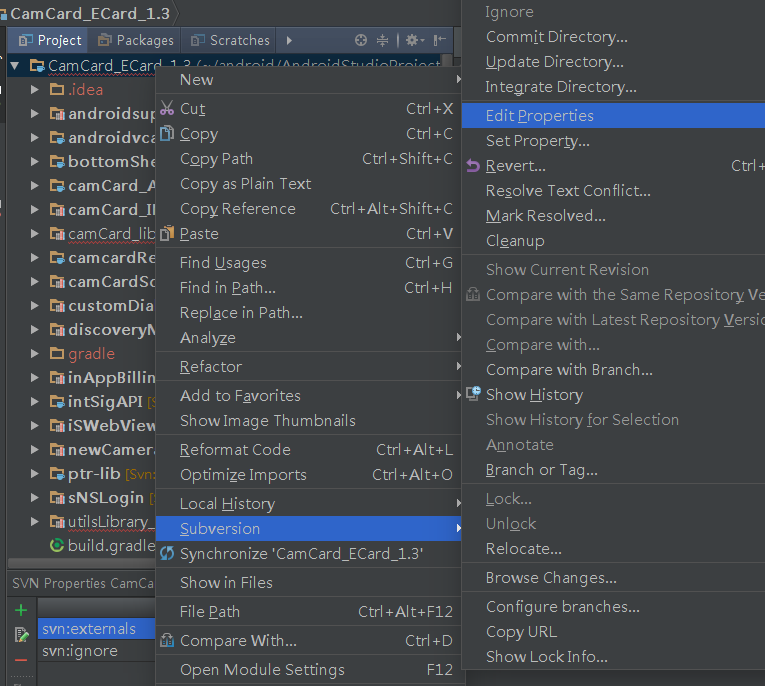 CamCard_ECard_1.3
Project
Packages
Scratches
CamCard_ECard_1.3 (~/android/AndroidStudioProject
.idea
androidsup
androidvca
bottomShe
camCard_A
camCard_
camCard_lib
camcardRe
camCardSc
customDia
discoveryM
gradle
inAppBillin
intSigAPI [S
iSWebView
newCamera
ptr-lib [Svn:
sNSLogin
utilsLibrary_
build.gradle
SVN Properties CamCa
svn:externals
svn:ignore
New
Cut Ctrl+X
Copy Ctrl+C
Copy Path Ctrl+Shift+C
Copy as Plain Text
Copy Reference Ctrl+Alt+Shift+C
Paste Ctrl+V
Find Usages Ctrl+G
Find in Path... Ctrl+H
Replace in Path...
Analyze
Refactor
Add to Favorites
Show Image Thumbnails
Reformat Code Ctrl+Alt+L
Optimize Imports Ctrl+Alt+O
Local History
Subversion
Synchronize 'CamCard_ECard_1.3'
Show in Files
File Path Ctrl+Alt+F12
Compare With... Ctrl+D
Open Module Settings F12
Ignore
Commit Directory...
Update Directory...
Integrate Directory...
Edit Properties
Set Property...
Revert... Ctrl+
Resolve Text Conflict...
Mark Resolved...
Cleanup
Show Current Revision
Compare with the Same Repository Ve
Compare with Latest Repository Versio
Compare with...
Compare with Branch...
Show History
Show History for Selection
Annotate
Branch or Tag...
Lock...
Unlock
Relocate...
Browse Changes...
Configure branches...
Copy URL
Show Lock Info...